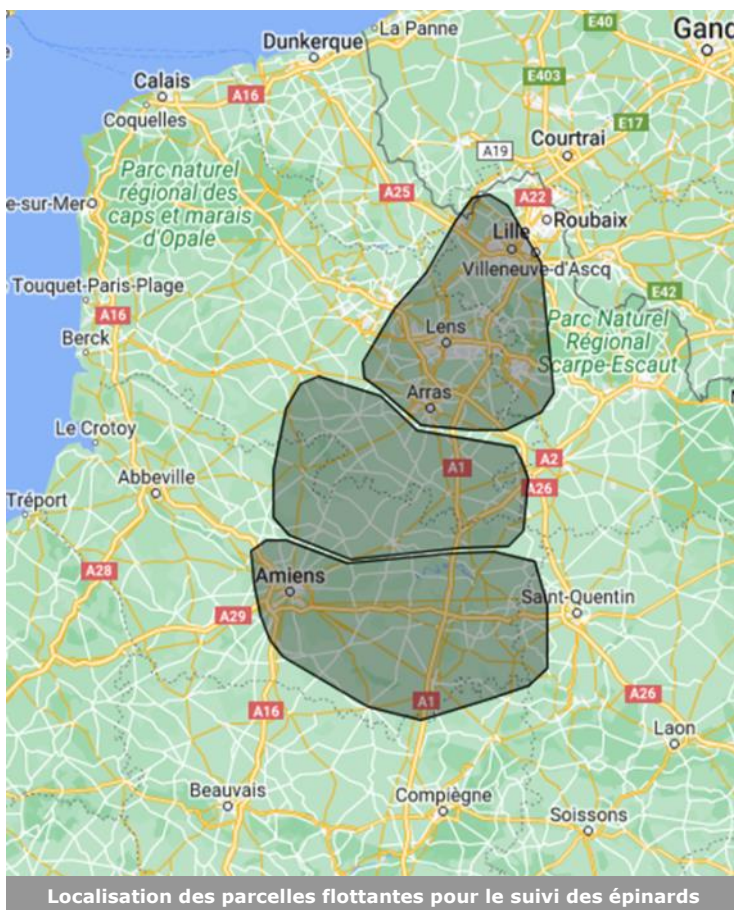 E40
Gand
La Panne
Dunkerque
Calais
E403
A16
Coquelles
E17
Courtrai
A19
Parc naturel
régional des
caps et marais
d'Opale
A25
A22
e-sur-Mer
Roubaix
Lille
Villeneuve-d'Ascq
Touquet-Paris-Plage
E42
A16
Parc Naturel
Régional
Scarpe-Escaut
Lens
Berck
Arras
Le Crotoy
A2
A1
Abbeville
A26
Tréport
A28
Amiens
Saint-Quentin
A29
A26
A1
A16
Laon
Beauvais
Compiègne
Soissons
Localisation des parcelles flottantes pour le suivi des épinards